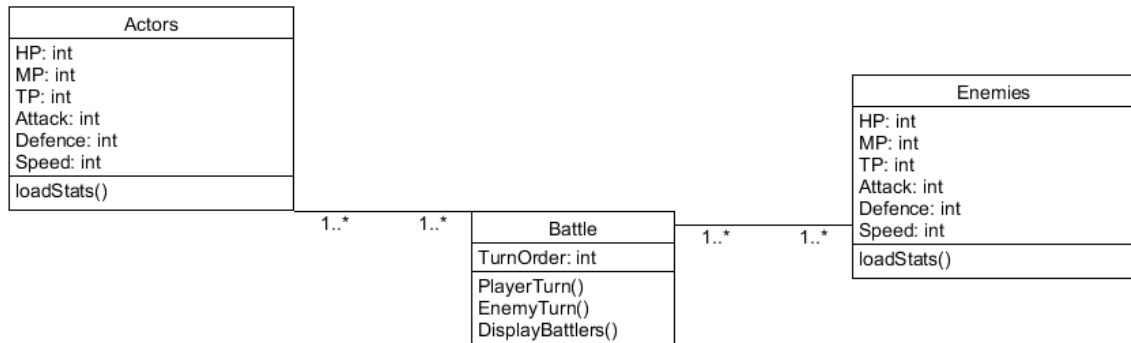 Actors
HP: int
MP: int
TP: int
Attack: int
Defence: int
Speed: int
loadStats()
1..*
1..*
Battle
TurnOrder: int
PlayerTurn()
EnemyTurn()
DisplayBattlers()
1..*
1..*
Enemies
HP: int
MP: int
TP: int
Attack: int
Defence: int
Speed: int
loadStats()